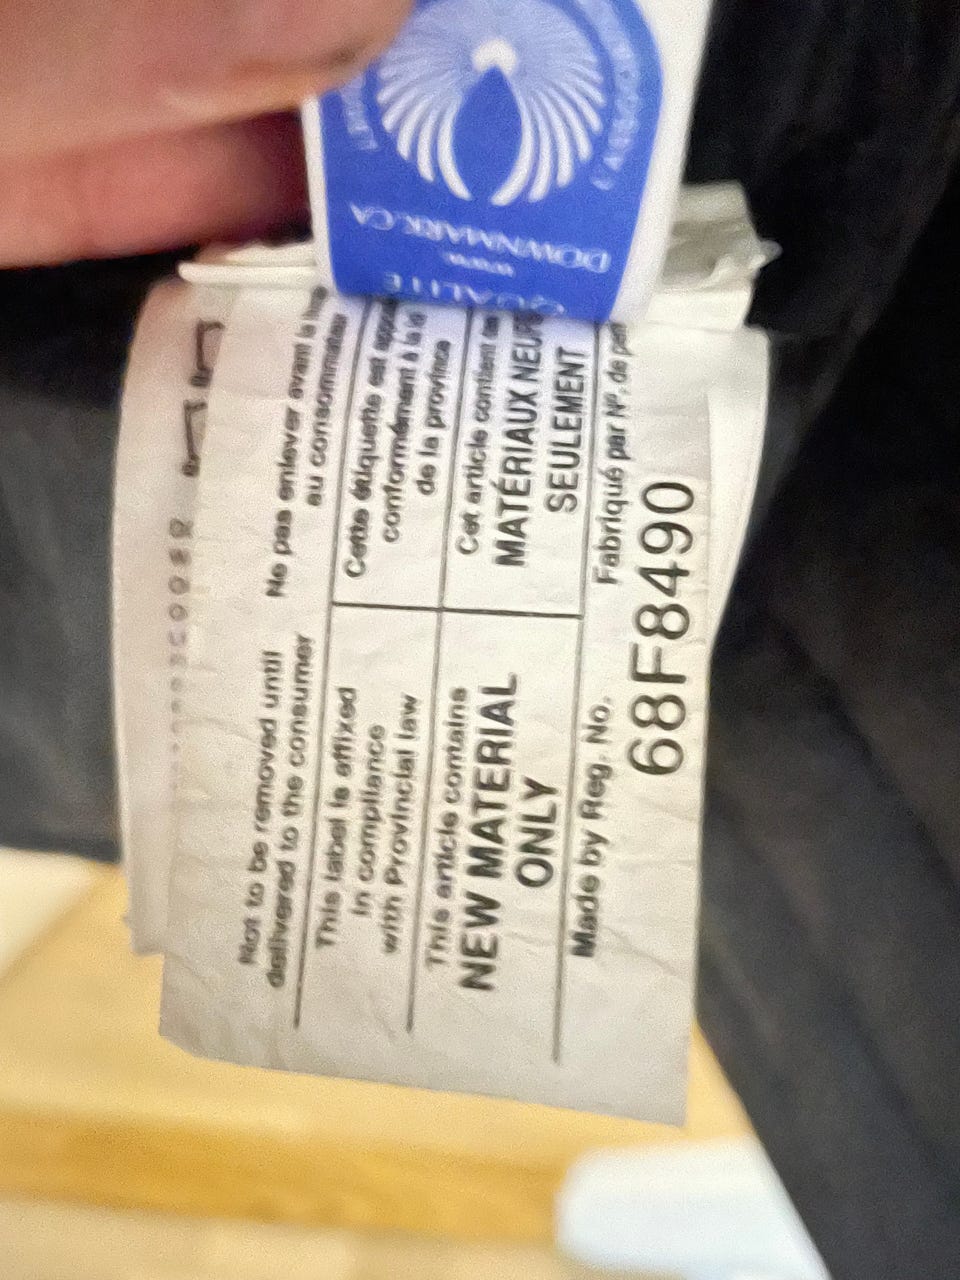 Not to be removed until
delivered to the consumer
Ne pas enlever avant la
au consommateur
This label is affixed
in compliance
with Provincial law
Cette étiquette est
conformément à la
de la province
This article contains
NEW MATERIAL
ONLY
Cet article contient
MATÉRIAUX NEUFS
SEULEMENT
Made by Reg. No.
Fabriqué par Nº. de
68F8490
QUALITÉ
www.
DOWNMARK.CA